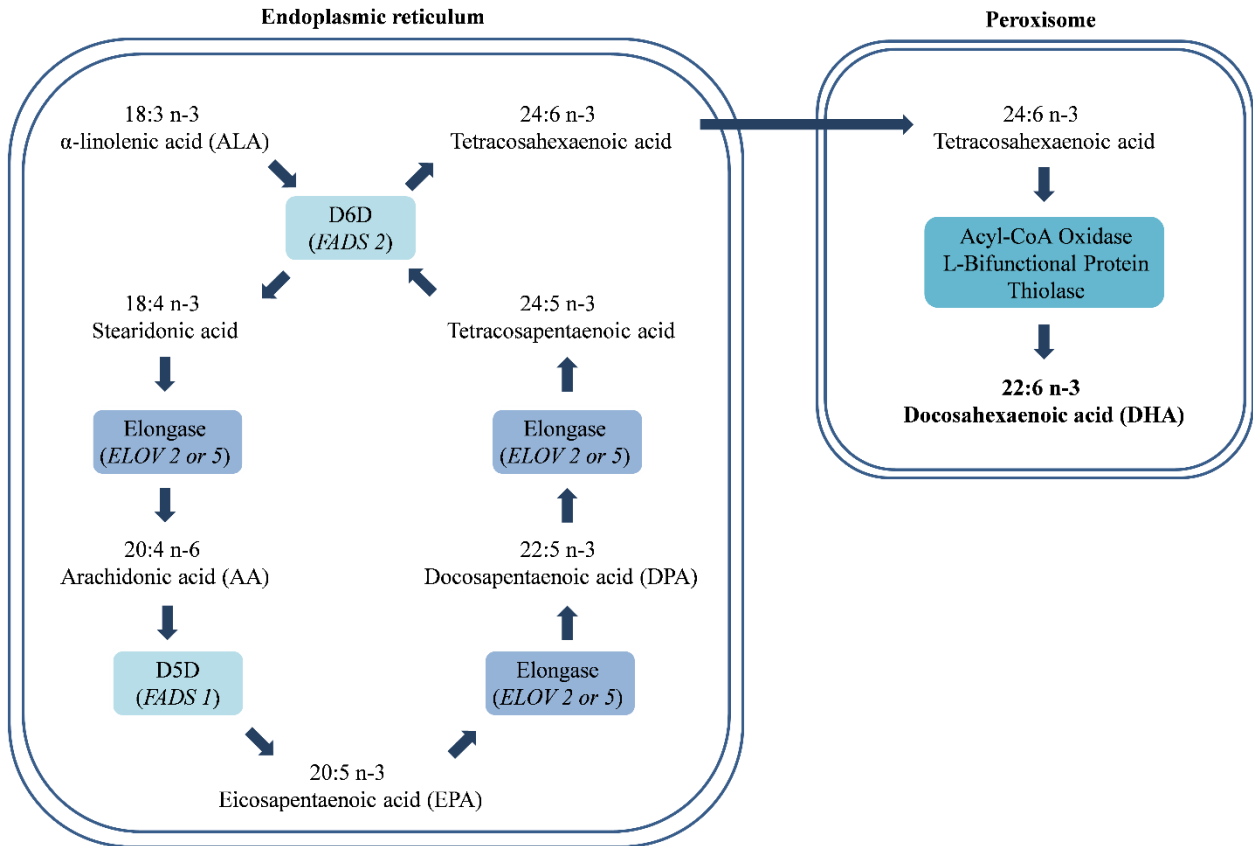 Endoplasmic reticulum
18:3 n-3
α-linolenic acid (ALA)
24:6 n-3
Tetracosahexaenoic acid
D6D
(FADS 2)
18:4 n-3
Stearidonic acid
24:5 n-3
Tetracosapentaenoic acid
Elongase
(ELOV 2 or 5)
Elongase
(ELOV 2 or 5)
20:4 n-6
Arachidonic acid (AA)
22:5 n-3
Docosapentaenoic acid (DPA)
D5D
(FADS 1)
Elongase
(ELOV 2 or 5)
20:5 n-3
Eicosapentaenoic acid (EPA)
Peroxisome
24:6 n-3
Tetracosahexaenoic acid
Acyl-CoA Oxidase
L-Bifunctional Protein
Thiolase
22:6 n-3
Docosahexaenoic acid (DHA)